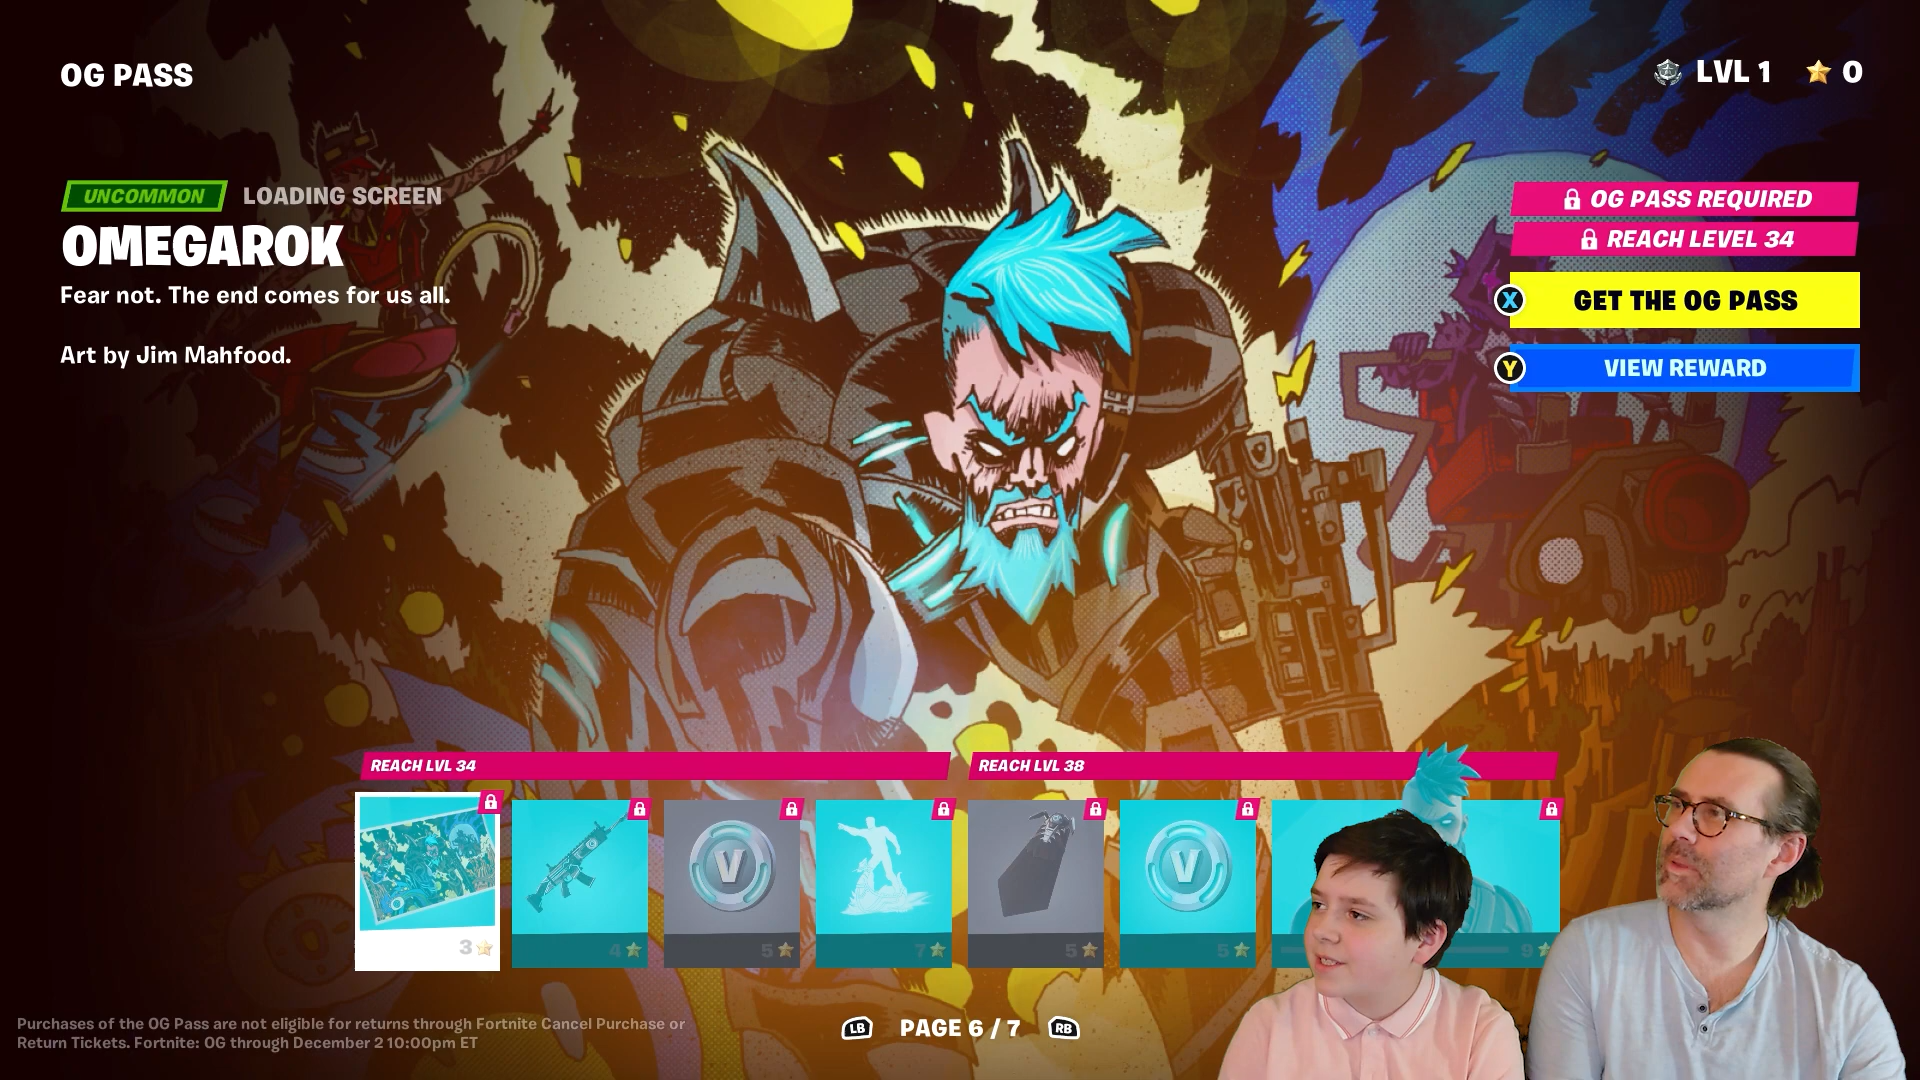 OG PASS
LVL 1
0
UNCOMMON
LOADING SCREEN
OMEGAROK
Fear not. The end comes for us all.
Art by Jim Mahfood.
OG PASS REQUIRED
REACH LEVEL 34
X
GET THE OG PASS
Y
VIEW REWARD
REACH LVL 34
REACH LVL 38
V
V
3
4
5
7
5
5
9
Purchases of the OG Pass are not eligible for returns through Fortnite Cancel Purchase or
Return Tickets. Fortnite: OG through December 2 10:00pm ET
LB
PAGE 6 / 7
RB